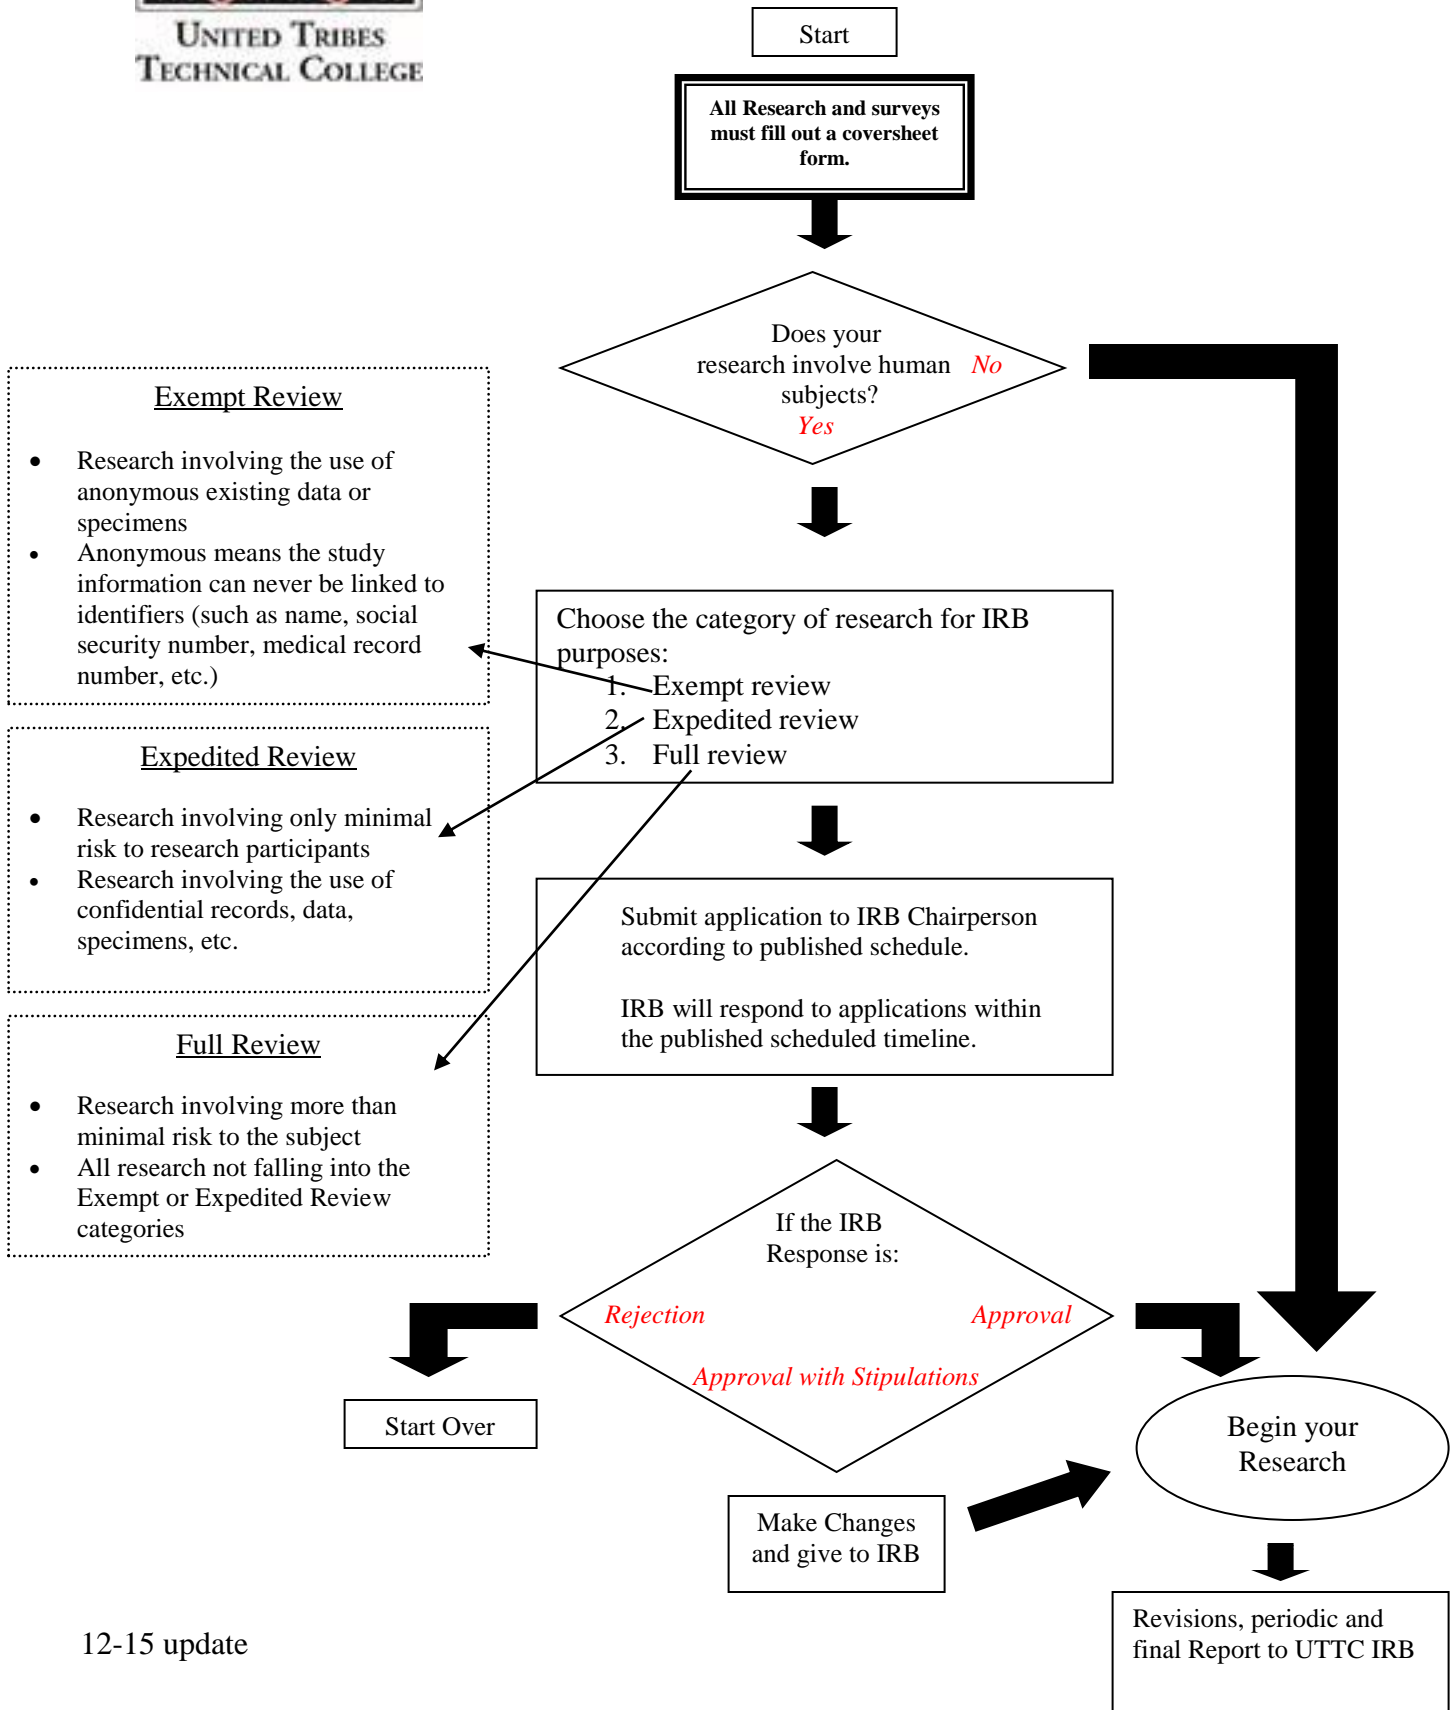 UNITED TRIBES
TECHNICAL COLLEGE
Start
All Research and surveys
must fill out a coversheet
form.
Does your
research involve human No
subjects?
Yes
Exempt Review
• Research involving the use of
anonymous existing data or
specimens
• Anonymous means the study
information can never be linked to
identifiers (such as name, social
security number, medical record
number, etc.)
Choose the category of research for IRB
purposes:
1. Exempt review
2. Expedited review
3. Full review
Expedited Review
• Research involving only minimal
risk to research participants
• Research involving the use of
confidential records, data,
specimens, etc.
Submit application to IRB Chairperson
according to published schedule.
IRB will respond to applications within
the published scheduled timeline.
Full Review
• Research involving more than
minimal risk to the subject
• All research not falling into the
Exempt or Expedited Review
categories
If the IRB
Response is:
Rejection Approval
Approval with Stipulations
Start Over
Begin your
Research
Make Changes
and give to IRB
Revisions, periodic and
final Report to UTTC IRB
12-15 update